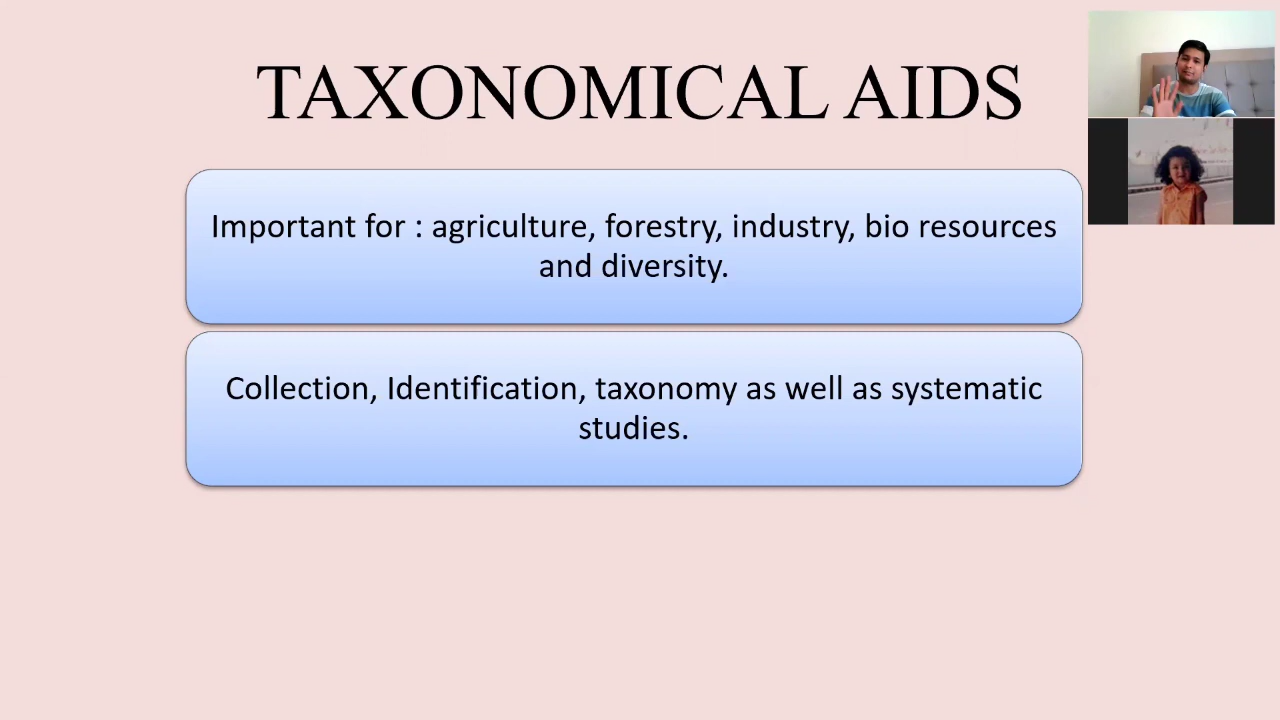 TAXONOMICAL AIDS
Important for : agriculture, forestry, industry, bio resources
and diversity.
Collection, Identification, taxonomy as well as systematic
studies.